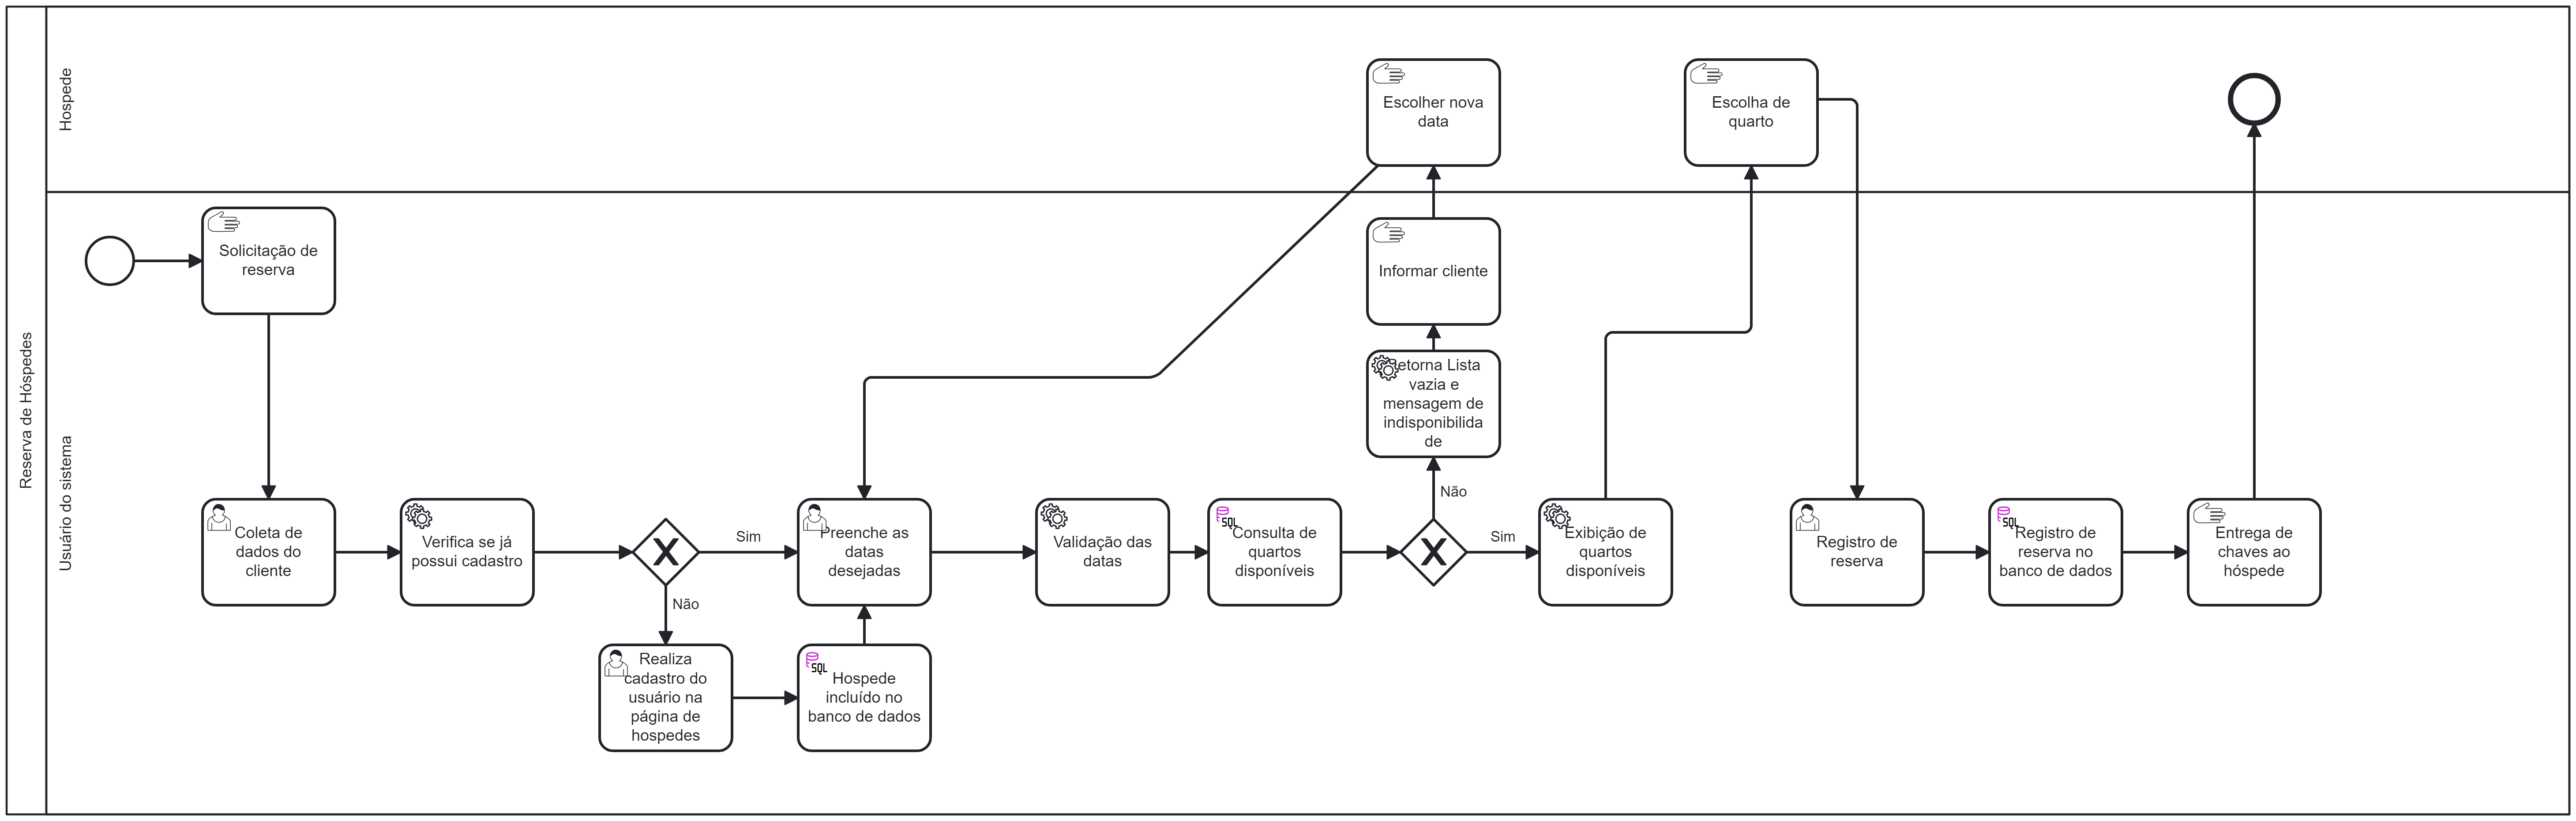 Reserva de Hóspedes
Hospede
Usuário do sistema
Escolher nova
data
Escolha de
quarto
Solicitação de
reserva
Informar cliente
etorna Lista
vazia e
mensagem de
indisponibilida
de
Não
Coleta de
dados do
cliente
Verifica se já
possui cadastro
Sim
Preenche as
datas
desejadas
Validação das
datas
SQL
Consulta de
quartos
disponíveis
Sim
Exibição de
quartos
disponíveis
Registro de
reserva
SQL
Registro de
reserva no
banco de dados
Entrega de
chaves ao
hóspede
Não
Realiza
cadastro do
usuário na
página de
hospedes
SQL
Hospede
incluído no
banco de dados